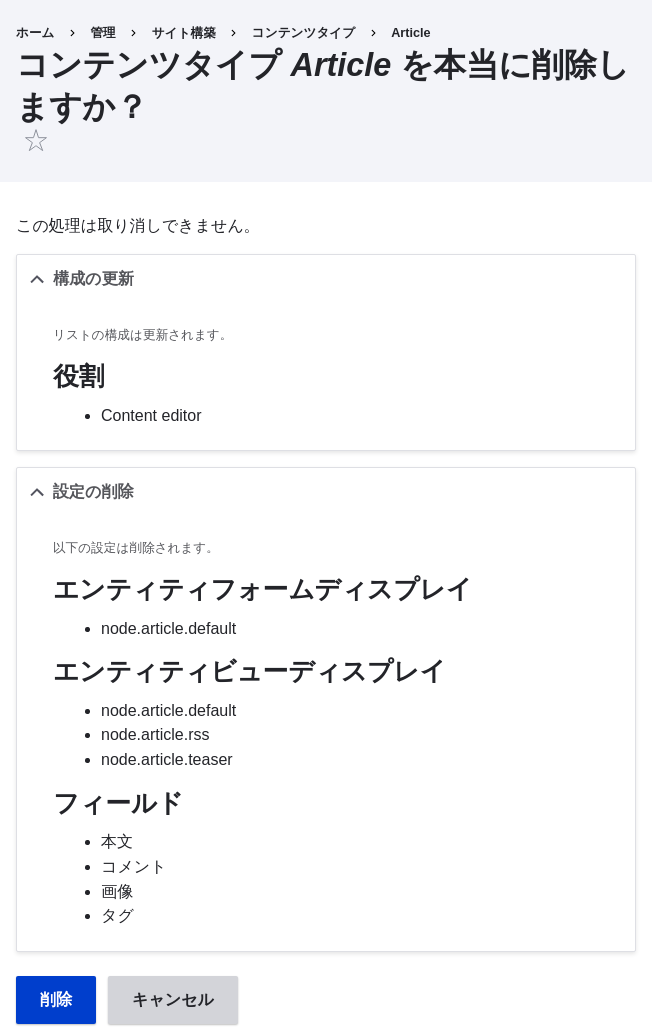 ホーム › 管理 › サイト構築 › コンテンツタイプ › Article
コンテンツタイプ Article を本当に削除し
ますか？
この処理は取り消しできません。
構成の更新
リストの構成は更新されます。
役割
• Content editor
設定の削除
以下の設定は削除されます。
エンティティフォームディスプレイ
• node.article.default
エンティティビューディスプレイ
• node.article.default
• node.article.rss
• node.article.teaser
フィールド
• 本文
• コメント
• 画像
• タグ
削除 キャンセル